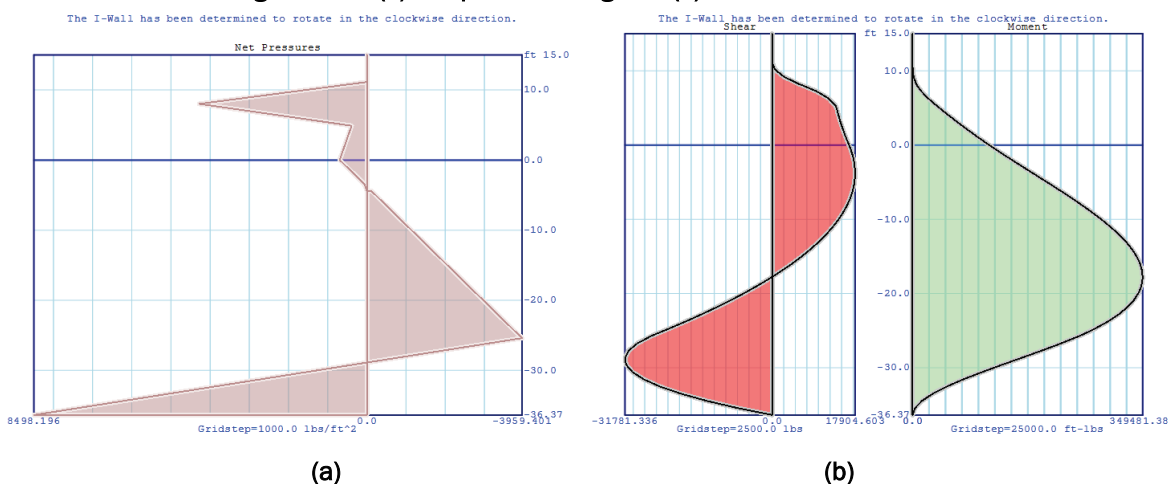 The I-Wall has been determined to rotate in the clockwise direction.
Net Pressures
ft 15.0
10.0
0.0
-10.0
-20.0
-30.0
-36.37
8498.196
0.0
-3959.401
Gridstep=1000.0 lbs/ft^2
(a)
The I-Wall has been determined to rotate in the clockwise direction.
Shear
Moment
ft 15.0
10.0
0.0
-10.0
-20.0
-30.0
-36.37
-31781.336
0.0
17904.603
0.0
349481.38
Gridstep=2500.0 lbs
Gridstep=25000.0 ft-lbs
(b)